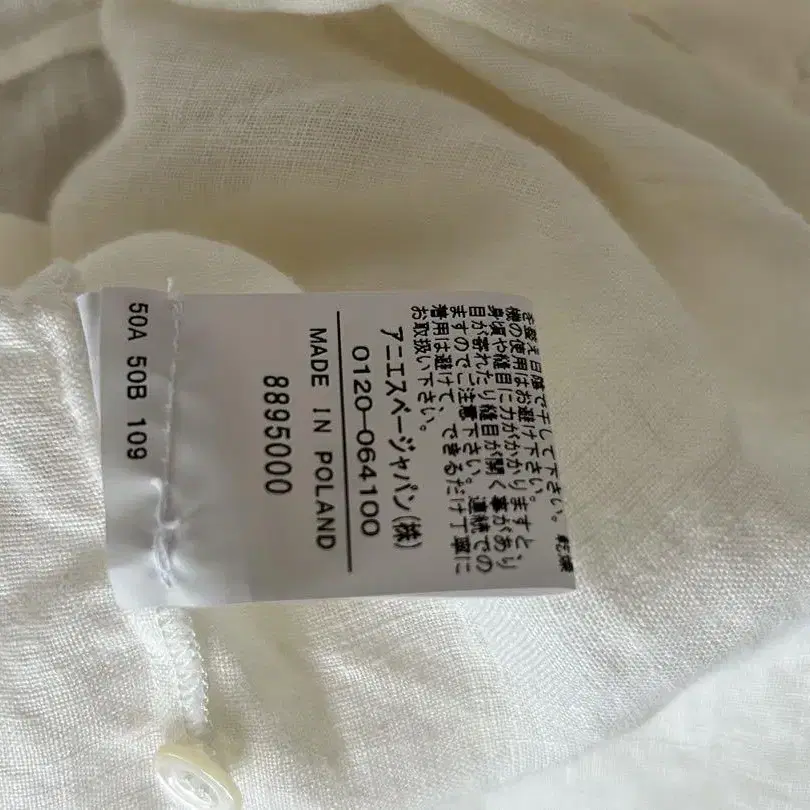 を整え日陰で干して下さい。乾燥
機の使用はお避け下さい。
身頃や縫目に力がかかりますと、
目が寄れたり縫目が開く事があり
ますのでご注意下さい。連続での
着用は避けて、できるだけ丁寧に
お取扱い下さい。
アニエスベージャパン(株)
0120-064100
MADE IN POLAND
8895000
50A 50B 109